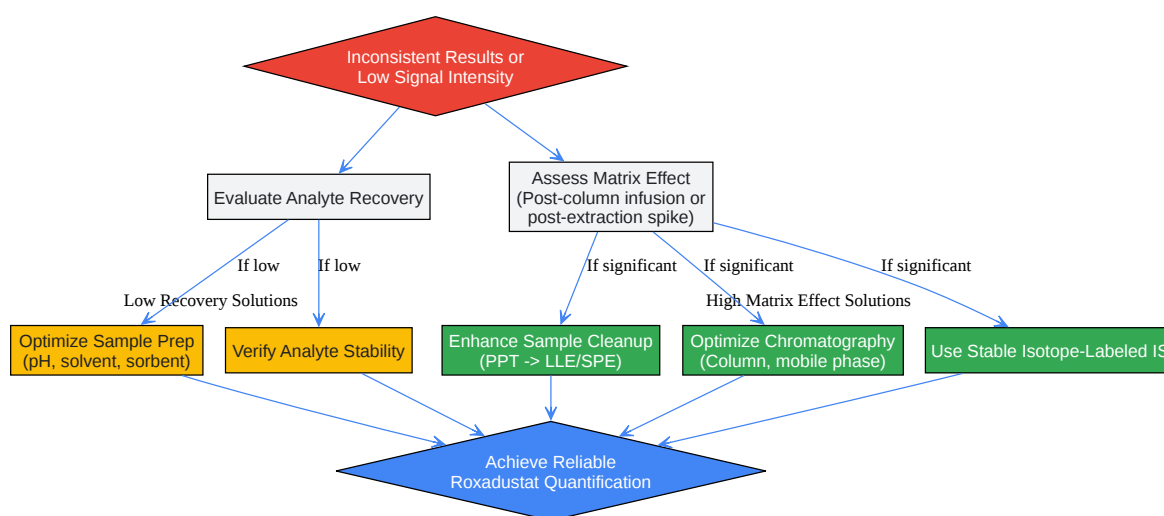 Inconsistent Results or
Low Signal Intensity
Evaluate Analyte Recovery
Assess Matrix Effect
(Post-column infusion or
post-extraction spike)
If low
If low
If significant
If significant
If significant
Low Recovery Solutions
High Matrix Effect Solutions
Optimize Sample Prep
(pH, solvent, sorbent)
Verify Analyte Stability
Enhance Sample Cleanup
(PPT -> LLE/SPE)
Optimize Chromatography
(Column, mobile phase)
Use Stable Isotope-Labeled IS
Achieve Reliable
Roxadustat Quantification